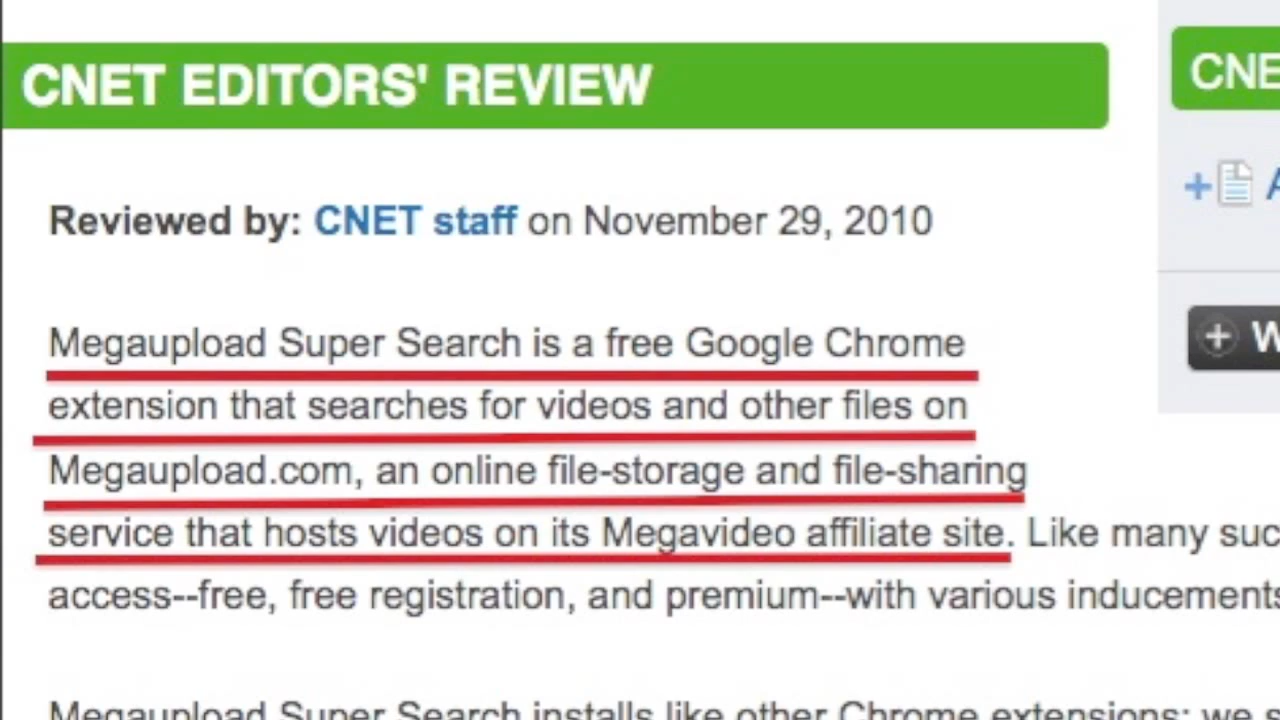 CNET EDITORS' REVIEW
Reviewed by: CNET staff on November 29, 2010
Megaupload Super Search is a free Google Chrome
extension that searches for videos and other files on
Megaupload.com, an online file-storage and file-sharing
service that hosts videos on its Megavideo affiliate site. Like many
access--free, free registration, and premium--with various inducements
Megaupload Super Search installs like other Chrome extensions; we